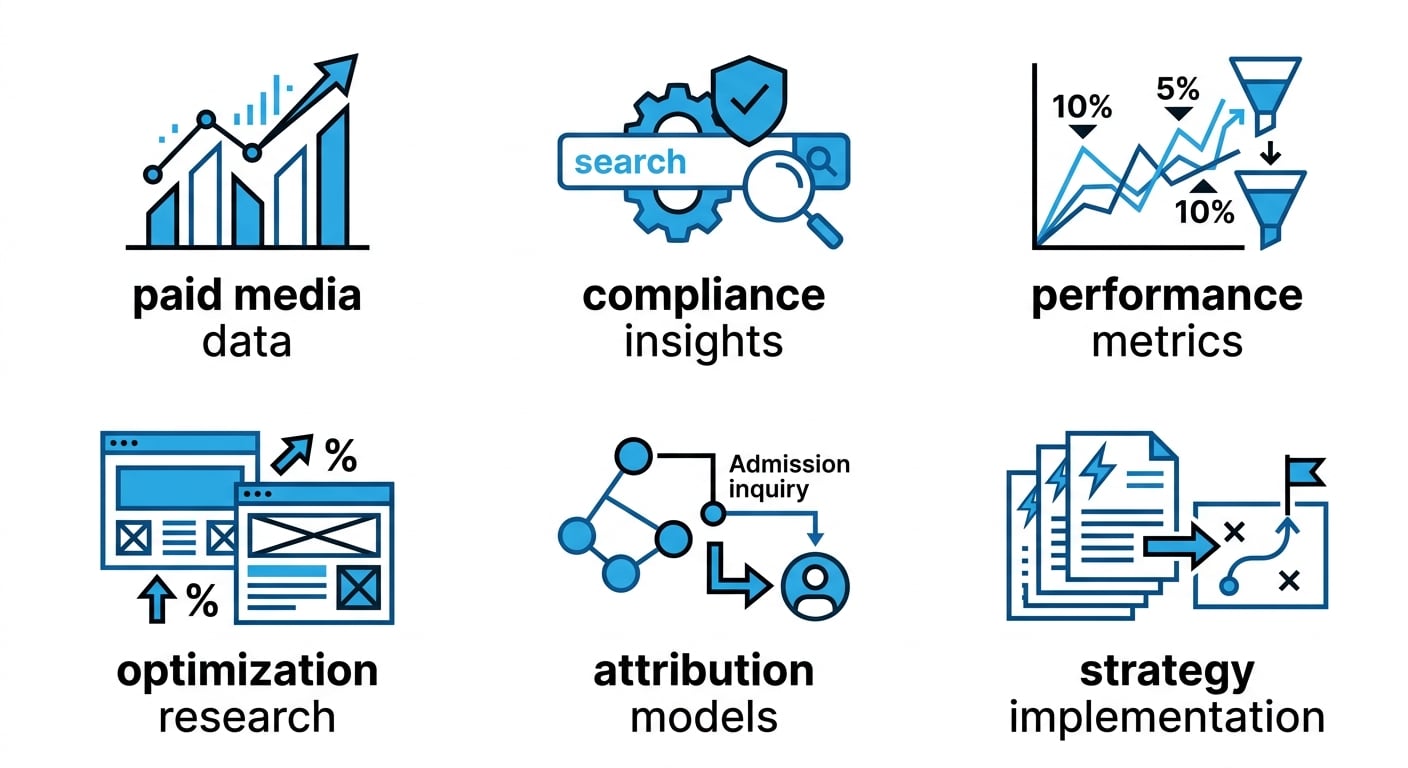 paid media
data
search
compliance
insights
10%
5%
10%
performance
metrics
%
%
optimization
research
Admission
inquiry
attribution
models
strategy
implementation